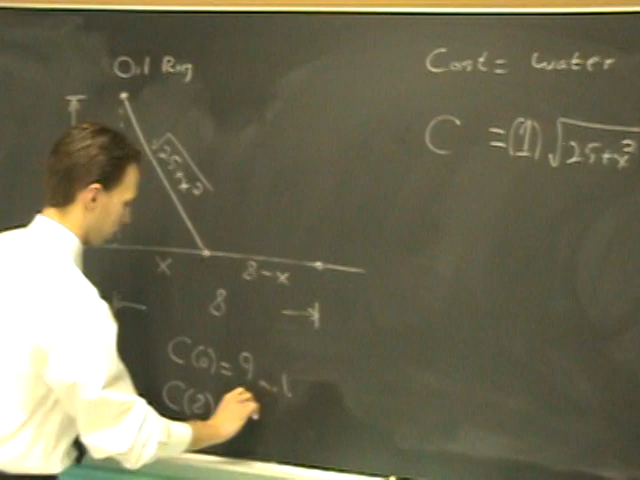 Oil Rig
Cost = water
C = (1) √25+x²
√25+x²
x
8-x
8
C(0) = 9
C(2)